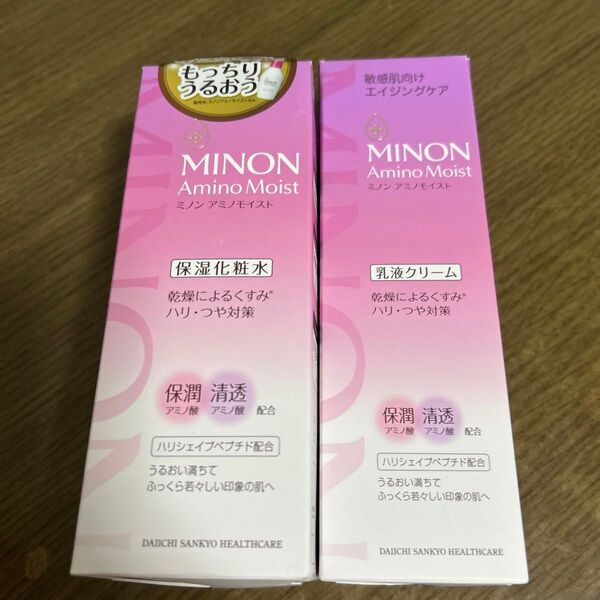 もっちり
うるおう
MINON
Amino Moist
ミノン アミノモイスト
保湿化粧水
乾燥によるくすみ※
ハリ・つや対策
保潤 清透
アミノ酸 アミノ酸 配合
ハリシェイプペプチド配合
うるおい満ちて
ふっくら若々しい印象の肌へ
DAIICHI SANKYO HEALTHCARE
敏感肌向け
エイジングケア
MINON
Amino Moist
ミノン アミノモイスト
乳液クリーム
乾燥によるくすみ※
ハリ・つや対策
保潤 清透
アミノ酸 アミノ酸 配合
ハリシェイプペプチド配合
うるおい満ちて
ふっくら若々しい印象の肌へ
DAIICHI SANKYO HEALTHCARE